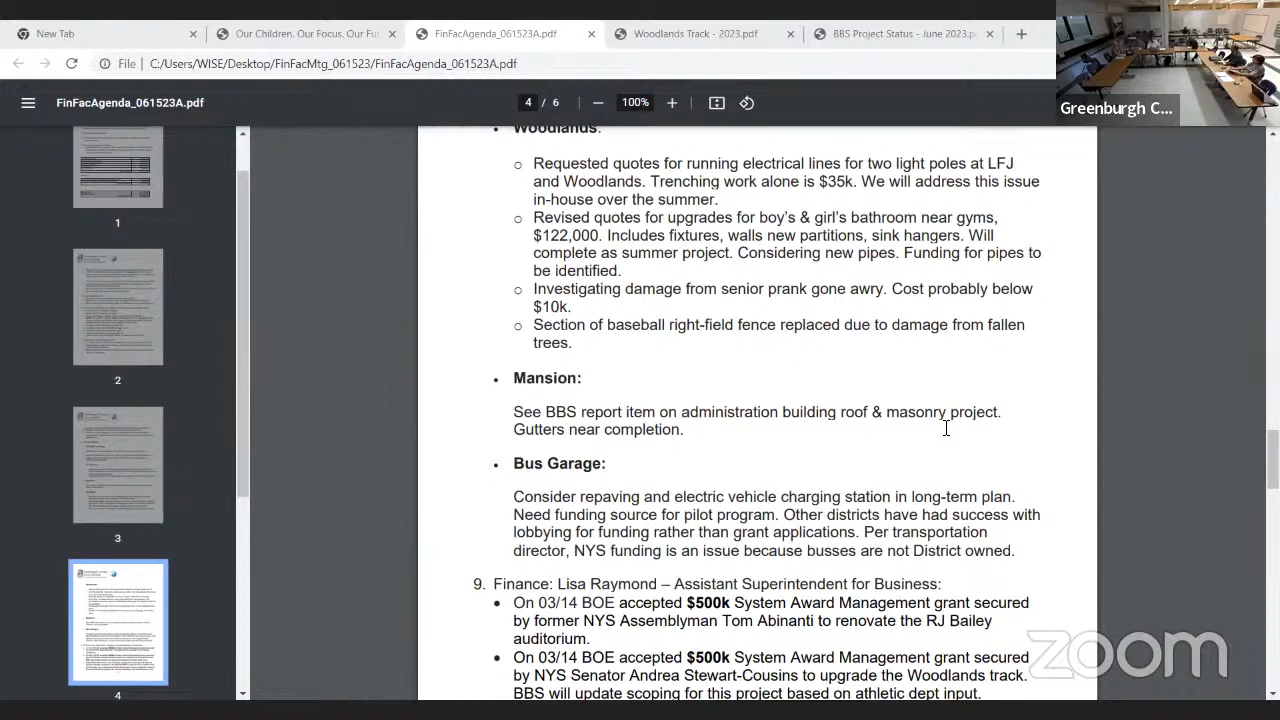 New Tab
Our Children. Our Focus. Our Fut
FinFacAgenda_061523A.pdf
Woodlands Track - 2023.pdf
BBS Project Status - June 2023.p
File
C:/Users/WISE/Desktop/FinFacMtg_061523/FinFacAgenda_061523A.pdf
FinFacAgenda_061523A.pdf
4 / 6
100%
Greenburgh C...
1
2
3
4
Woodlands:
Requested quotes for running electrical lines for two light poles at LFJ
and Woodlands. Trenching work alone is $35k. We will address this issue
in-house over the summer.
Revised quotes for upgrades for boy's & girl's bathroom near gyms,
$122,000. Includes fixtures, walls new partitions, sink hangers. Will
complete as summer project. Considering new pipes. Funding for pipes to
be identified.
Investigating damage from senior prank gone awry. Cost probably below
$10k.
Section of baseball right-field fence replaced due to damage from fallen
trees.
Mansion:
See BBS report item on administration building roof & masonry project.
Gutters near completion.
Bus Garage:
Consider repaving and electric vehicle charging station in long-term plan.
Need funding source for pilot program. Other districts have had success with
lobbying for funding rather than grant applications. Per transportation
director, NYS funding is an issue because busses are not District owned.
9. Finance: Lisa Raymond – Assistant Superintendent for Business:
On 03/14 BOE accepted $500k System Award Management grant secured
by former NYS Assemblyman Tom Abinanti to renovate the RJ Bailey
auditorium.
On 03/14 BOE accepted $500k System Award Management grant secured
by NYS Senator Andrea Stewart-Cousins to upgrade the Woodlands track.
BBS will update scoping for this project based on athletic dept input.
zoom